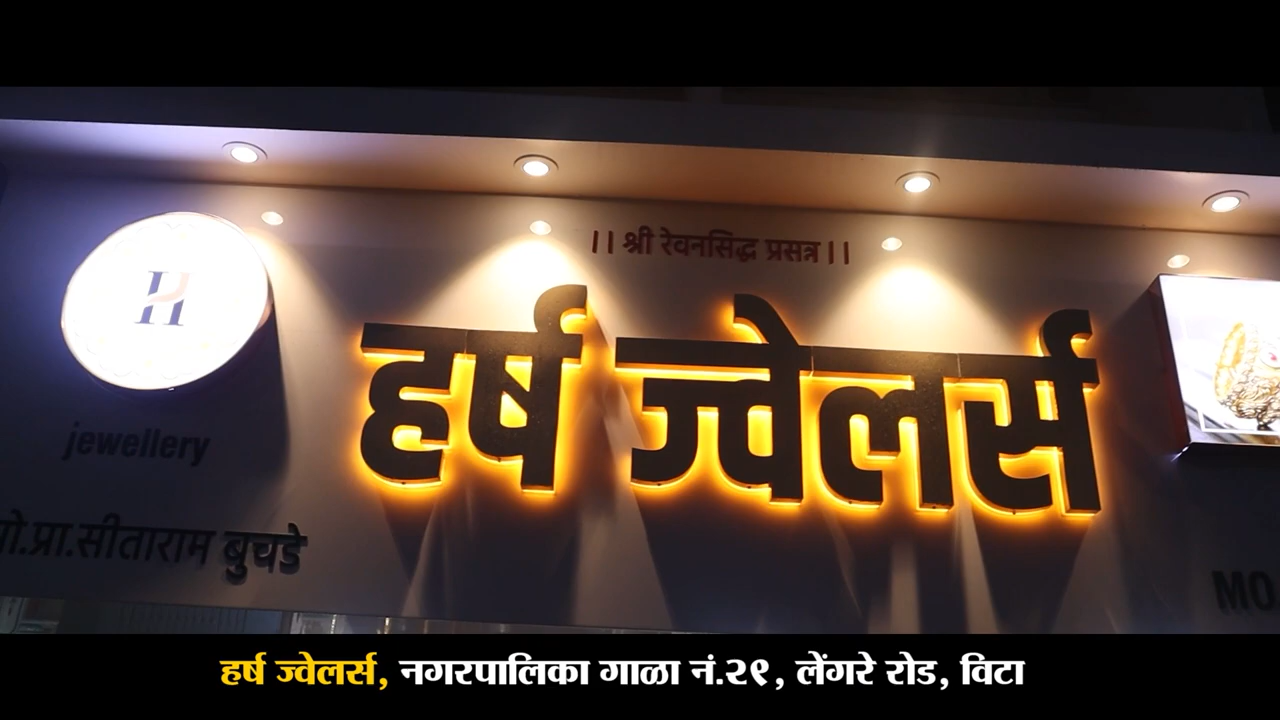 || श्री रेवनसिद्ध प्रसन्न ||
H
हर्ष ज्वेलर्स
jewellery
प्रो.प्रा.सीताराम बुचडे
हर्ष ज्वेलर्स, नगरपालिका गाळा नं.२९, लेंगरे रोड, विटा